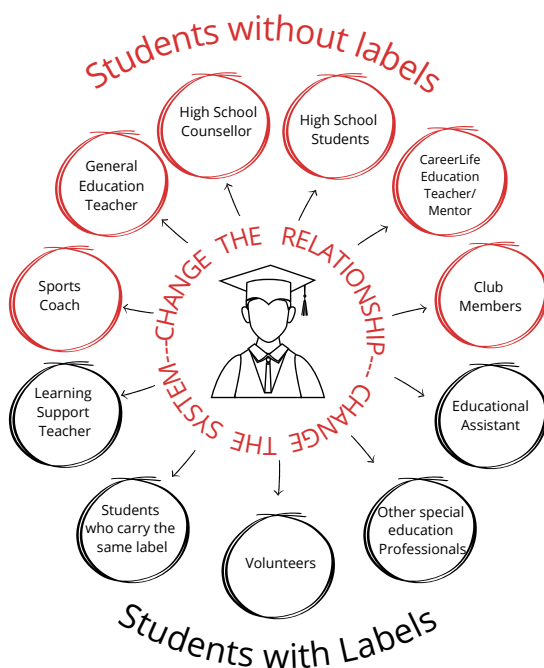 Students without labels
High School
Counsellor
High School
Students
General
Education
Teacher
CareerLife
Education
Teacher/
Mentor
Sports
Coach
Club
Members
CHANGE THE RELATIONSHIP--- CHANGE THE SYSTEM----
Learning
Support
Teacher
Educational
Assistant
Students
who carry the
same label
Volunteers
Other special
education
Professionals
Students with Labels